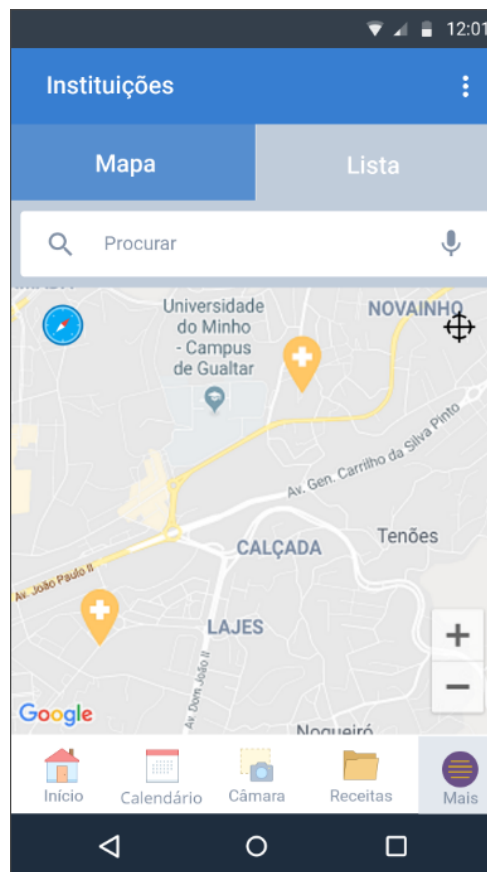 12:01
Instituições
Mapa
Lista
Procurar
Universidade
do Minho
- Campus
de Gualtar
NOVAINHO
Av. Gen. Carrilho da Silva Pinto
Tenões
CALÇADA
Av. João Paulo II
LAJES
Av. Dom João II
Google
Nogueiró
Início
Calendário
Câmara
Receitas
Mais